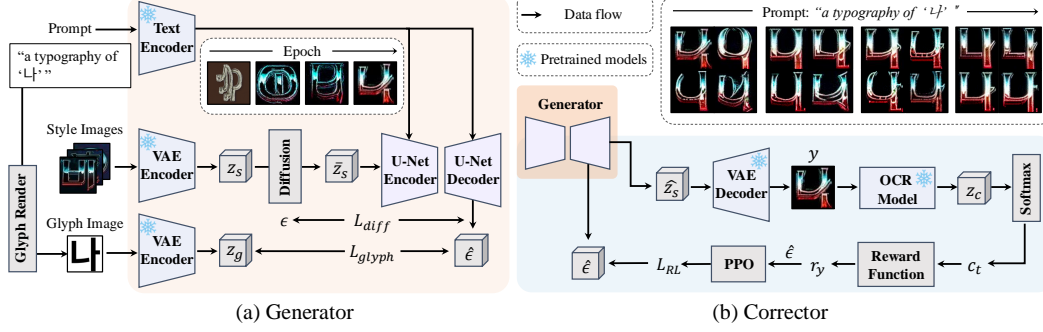 Prompt
Text
Encoder
"a typography of
'나'"
Epoch
Style Images
VAE
Encoder
z_s
Diffusion
z̄_s
U-Net
Encoder
U-Net
Decoder
Glyph Render
ϵ
L_diff
Glyph Image
나
VAE
Encoder
z_g
L_glyph
ϵ̂
(a) Generator
Data flow
Pretrained models
Prompt: "a typography of '나'"
Generator
ẑ_s
VAE
Decoder
y
OCR
Model
z_c
Softmax
ϵ̂
L_RL
PPO
ϵ̂
r_y
Reward
Function
c_t
(b) Corrector